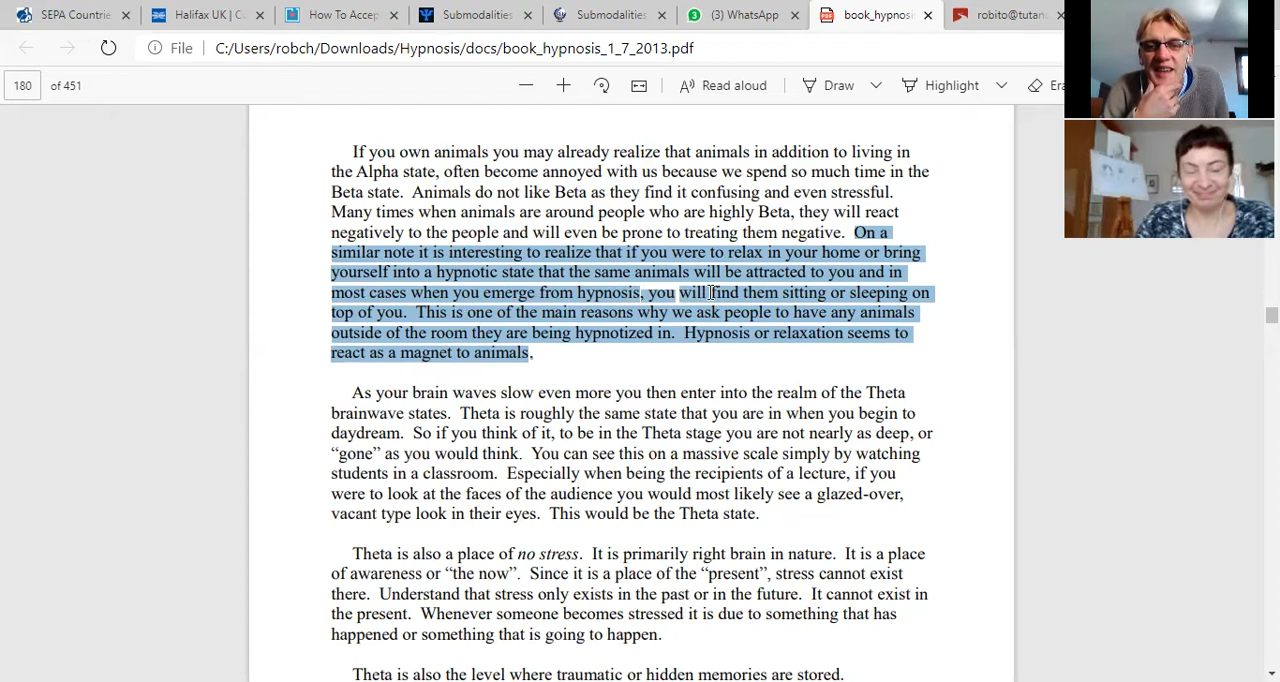 SEPA Countrie
Halifax UK | C
How To Accep
Submodalities
Submodalities
3
(3) WhatsApp
book_hypnosi
robito@tutan
File
C:/Users/robch/Downloads/Hypnosis/docs/book_hypnosis_1_7_2013.pdf
180 of 451
Read aloud
Draw
Highlight
Era
If you own animals you may already realize that animals in addition to living in
the Alpha state, often become annoyed with us because we spend so much time in the
Beta state. Animals do not like Beta as they find it confusing and even stressful.
Many times when animals are around people who are highly Beta, they will react
negatively to the people and will even be prone to treating them negative. On a
similar note it is interesting to realize that if you were to relax in your home or bring
yourself into a hypnotic state that the same animals will be attracted to you and in
most cases when you emerge from hypnosis, you will find them sitting or sleeping on
top of you. This is one of the main reasons why we ask people to have any animals
outside of the room they are being hypnotized in. Hypnosis or relaxation seems to
react as a magnet to animals,
As your brain waves slow even more you then enter into the realm of the Theta
brainwave states. Theta is roughly the same state that you are in when you begin to
daydream. So if you think of it, to be in the Theta stage you are not nearly as deep, or
“gone” as you would think. You can see this on a massive scale simply by watching
students in a classroom. Especially when being the recipients of a lecture, if you
were to look at the faces of the audience you would most likely see a glazed-over,
vacant type look in their eyes. This would be the Theta state.
Theta is also a place of no stress. It is primarily right brain in nature. It is a place
of awareness or “the now”. Since it is a place of the “present”, stress cannot exist
there. Understand that stress only exists in the past or in the future. It cannot exist in
the present. Whenever someone becomes stressed it is due to something that has
happened or something that is going to happen.
Theta is also the level where traumatic or hidden memories are stored.